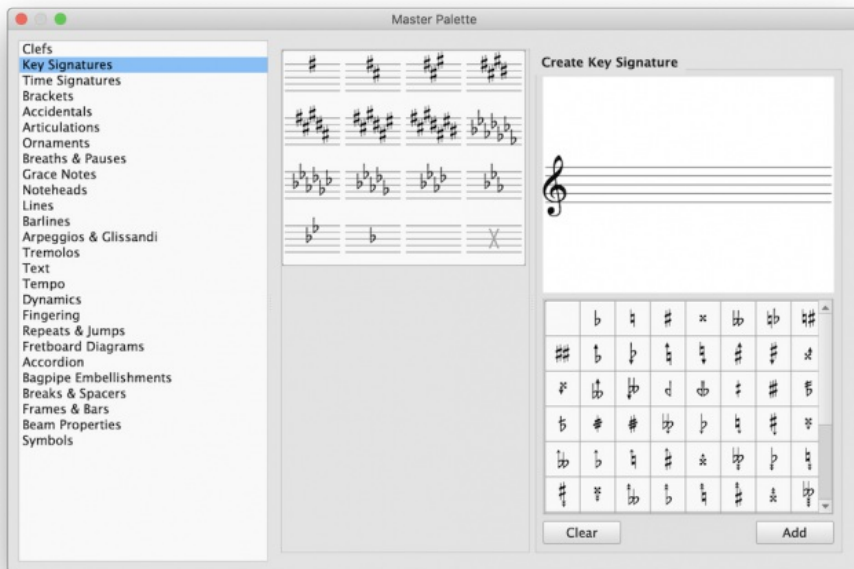 Master Palette
Clefs
Key Signatures
Time Signatures
Brackets
Accidentals
Articulations
Ornaments
Breaths & Pauses
Grace Notes
Noteheads
Lines
Barlines
Arpeggios & Glissandi
Tremolos
Text
Tempo
Dynamics
Fingering
Repeats & Jumps
Fretboard Diagrams
Accordion
Bagpipe Embellishments
Breaks & Spacers
Frames & Bars
Beam Properties
Symbols
Create Key Signature
Clear
Add